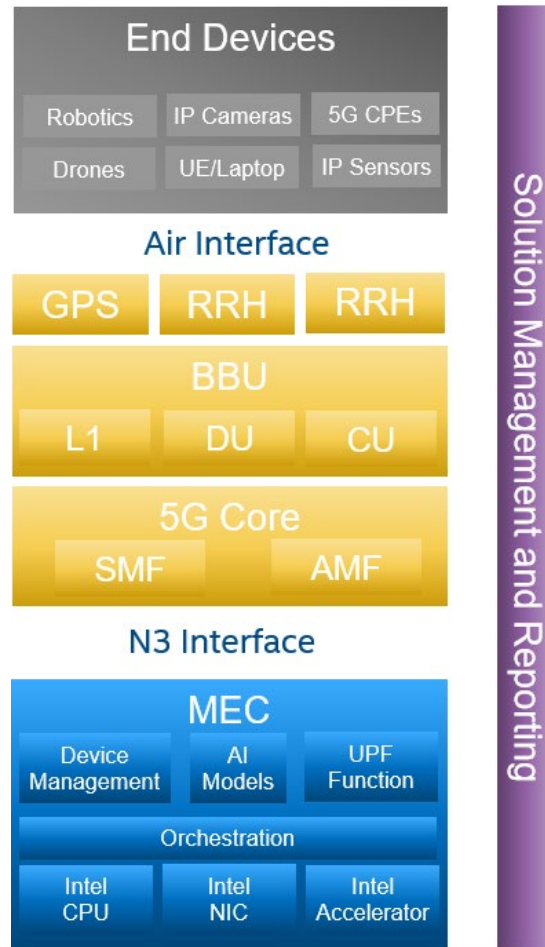 End Devices
Robotics
IP Cameras
5G CPEs
Drones
UE/Laptop
IP Sensors
Air Interface
GPS
RRH
RRH
BBU
L1
DU
CU
5G Core
SMF
AMF
N3 Interface
MEC
Device
Management
AI
Models
UPF
Function
Orchestration
Intel
CPU
Intel
NIC
Intel
Accelerator
Solution Management and Reporting